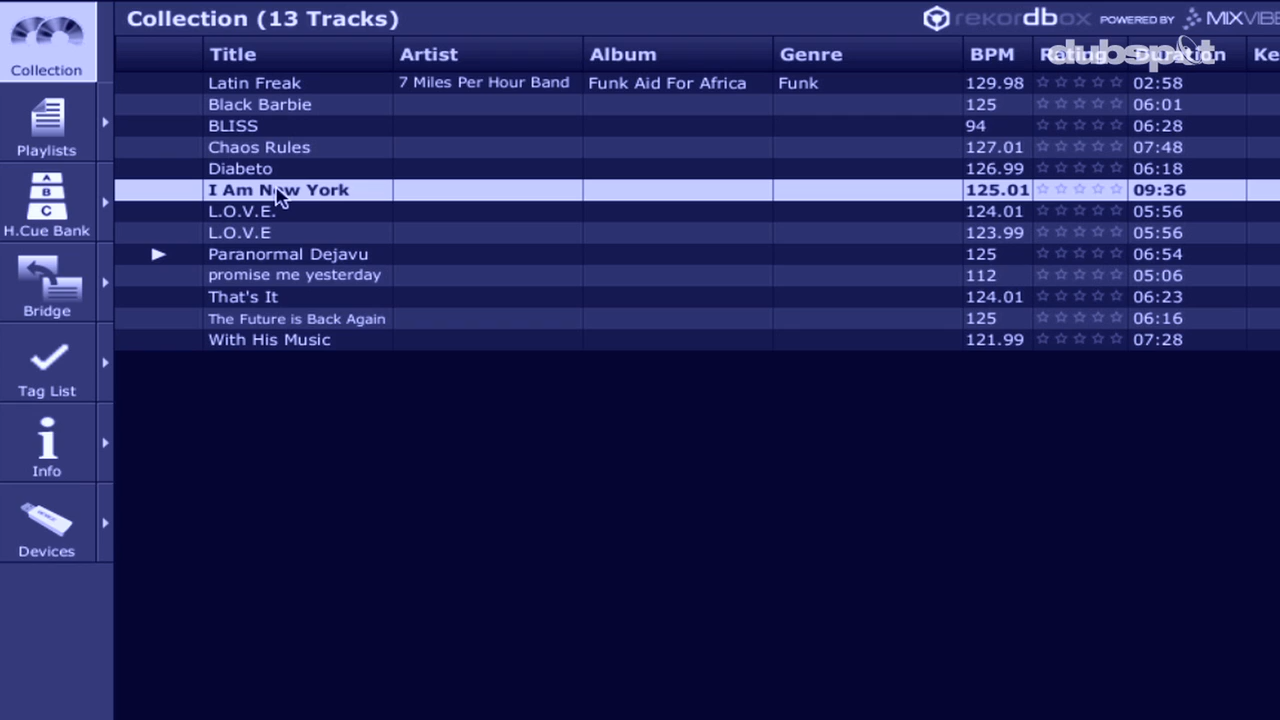 Collection (13 Tracks) rekordbox POWERED BY MIXVIBE
dubspot
Title Artist Album Genre BPM Rating Duration Ke
Latin Freak 7 Miles Per Hour Band Funk Aid For Africa Funk 129.98 02:58
Black Barbie 125 06:01
BLISS 94 06:28
Chaos Rules 127.01 07:48
Diabeto 126.99 06:18
I Am New York 125.01 09:36
L.O.V.E. 124.01 05:56
L.O.V.E 123.99 05:56
Paranormal Dejavu 125 06:54
promise me yesterday 112 05:06
That's It 124.01 06:23
The Future is Back Again 125 06:16
With His Music 121.99 07:28
Collection
Playlists
A
B
C
H.Cue Bank
Bridge
Tag List
Info
Devices